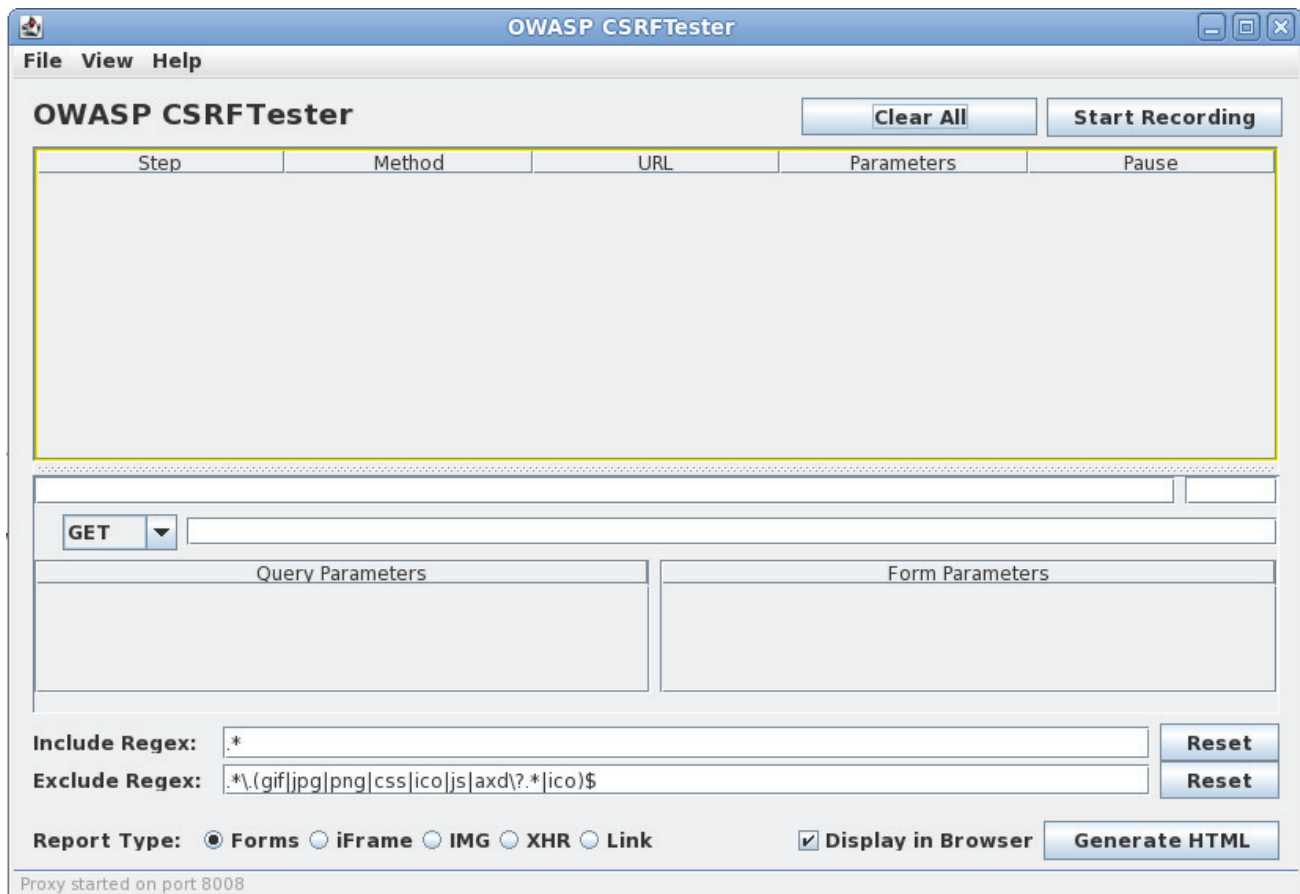 OWASP CSRFTester
File View Help
OWASP CSRFTester Clear All Start Recording
Step Method URL Parameters Pause
GET
Query Parameters Form Parameters
Include Regex: .* Reset
Exclude Regex: .*\.(gif|jpg|png|css|ico|js|axd\?.*|ico)$ Reset
Report Type: Forms iFrame IMG XHR Link Display in Browser Generate HTML
Proxy started on port 8008